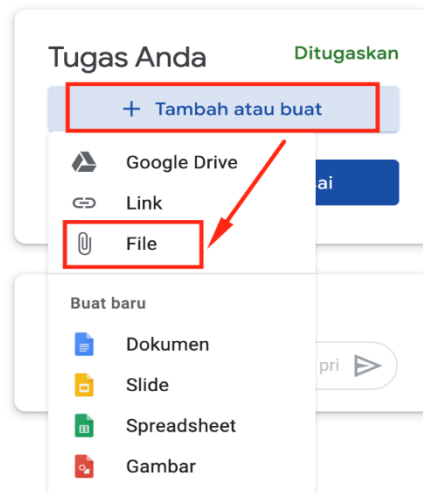 Tugas Anda
Ditugaskan
+ Tambah atau buat
Google Drive
Link
File
Buat baru
Dokumen
Slide
Spreadsheet
Gambar